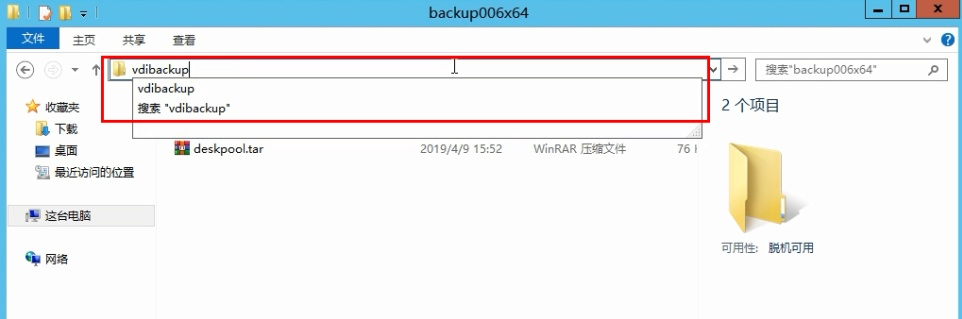 backup006x64
文件 主页 共享 查看
vdibackup 搜索"backup006x64"
vdibackup
搜索 "vdibackup"
收藏夹
下载
桌面
最近访问的位置
这台电脑
网络
deskpool.tar 2019/4/9 15:52 WinRAR 压缩文件 76
2 个项目
可用性: 脱机可用